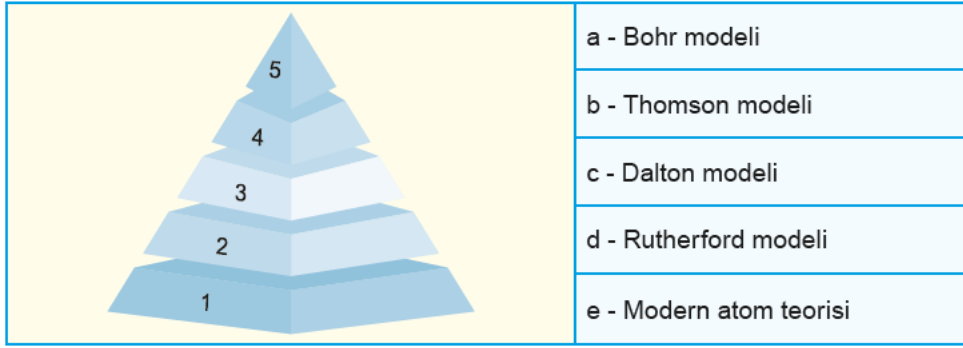 5
4
3
2
1
a - Bohr modeli
b - Thomson modeli
c - Dalton modeli
d - Rutherford modeli
e - Modern atom teorisi